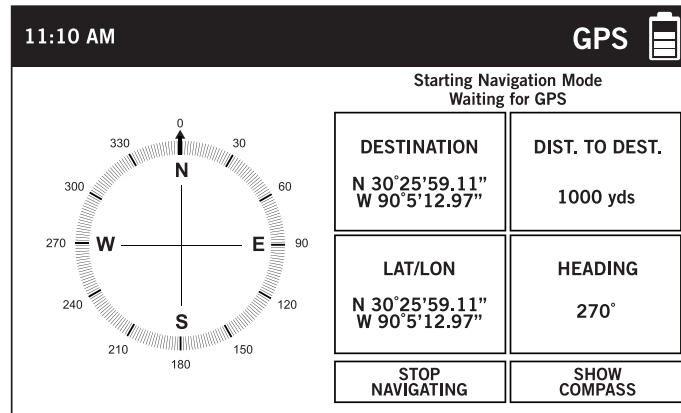 11:10 AM
GPS
Starting Navigation Mode
Waiting for GPS
0
30
60
90
120
150
180
210
240
270
300
330
N
E
S
W
DESTINATION
N 30°25'59.11"
W 90°5'12.97"
DIST. TO DEST.
1000 yds
LAT/LON
N 30°25'59.11"
W 90°5'12.97"
HEADING
270°
STOP
NAVIGATING
SHOW
COMPASS